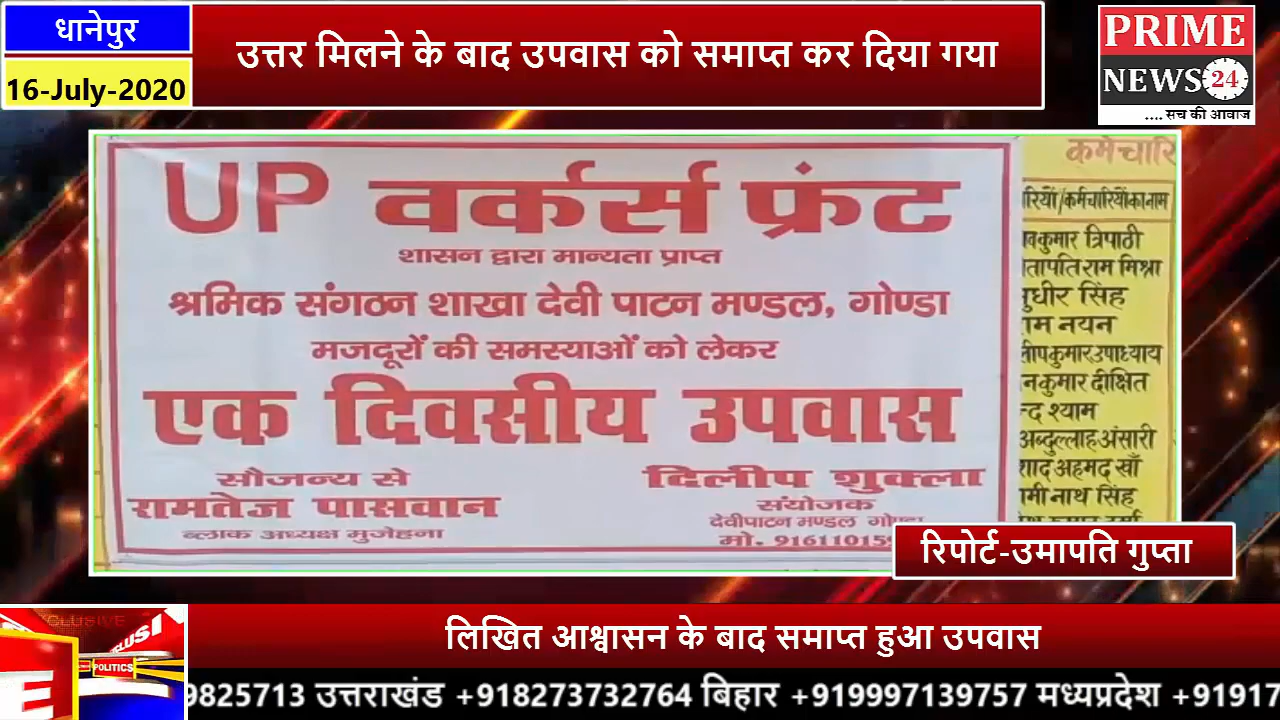 धानेपुर
16-July-2020
उत्तर मिलने के बाद उपवास को समाप्त कर दिया गया
PRIME
NEWS 24
.... सच की आवाज
UP वर्कर्स फ्रंट
शासन द्वारा मान्यता प्राप्त
श्रमिक संगठन शाखा देवी पाटन मण्डल, गोण्डा
मजदूरों की समस्याओं को लेकर
एक दिवसीय उपवास
सौजन्य से
रामतेज पासवान
ब्लाक अध्यक्ष मुजेहना
दिलीप शुक्ला
संयोजक
देवीपाटन मण्डल गोण्डा
मो. 91611015
कर्मचारि
रियों/कर्मचारियों का नाम
वकुमार त्रिपाठी
तापतिराम मिश्रा
सुधीर सिंह
राम नयन
लीपकुमार उपाध्याय
नकुमार दीक्षित
न्द श्याम
अब्दुल्लाह अंसारी
शाद अहमद खाँ
मी नाथ सिंह
रिपोर्ट-उमापति गुप्ता
EXCLUSIVE
CLUSI
POLITICS
E
लिखित आश्वासन के बाद समाप्त हुआ उपवास
9825713 उत्तराखंड +918273732764 बिहार +919997139757 मध्यप्रदेश +91917